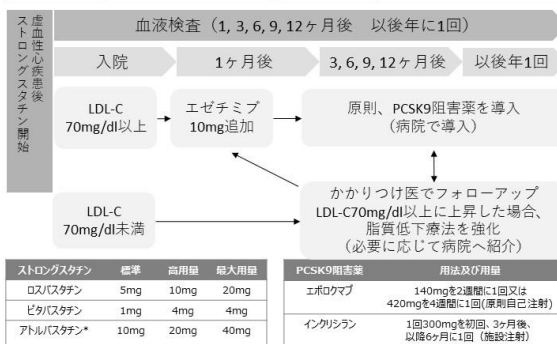 虚血性心疾患後
ストロングスタチン開始
血液検査（1, 3, 6, 9, 12ヶ月後　以後年に1回）
入院
1ヶ月後
3, 6, 9, 12ヶ月後
以後年1回
LDL-C
70mg/dl以上
エゼチミブ
10mg追加
原則、PCSK9阻害薬を導入
（病院で導入）
LDL-C
70mg/dl未満
かかりつけ医でフォローアップ
LDL-C70mg/dl以上に上昇した場合、
脂質低下療法を強化
（必要に応じて病院へ紹介）
ストロングスタチン　標準　高用量　最大用量
ロスバスタチン　5mg　10mg　20mg
ピタバスタチン　1mg　4mg　4mg
アトルバスタチン*　10mg　20mg　40mg
PCSK9阻害薬　用法及び用量
エボロクマブ　140mgを2週間に1回又は
420mgを4週間に1回(原則自己注射)
インクリシラン　1回300mgを初回、3ヶ月後、
以降6ヶ月に1回（施設注射）